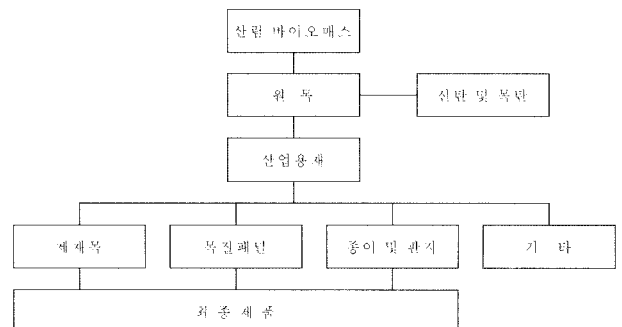 산림 바이오매스
원 목
신탄 및 목탄
산업용재
제재목
목질패널
종이 및 판지
기 타
최 종 제 품